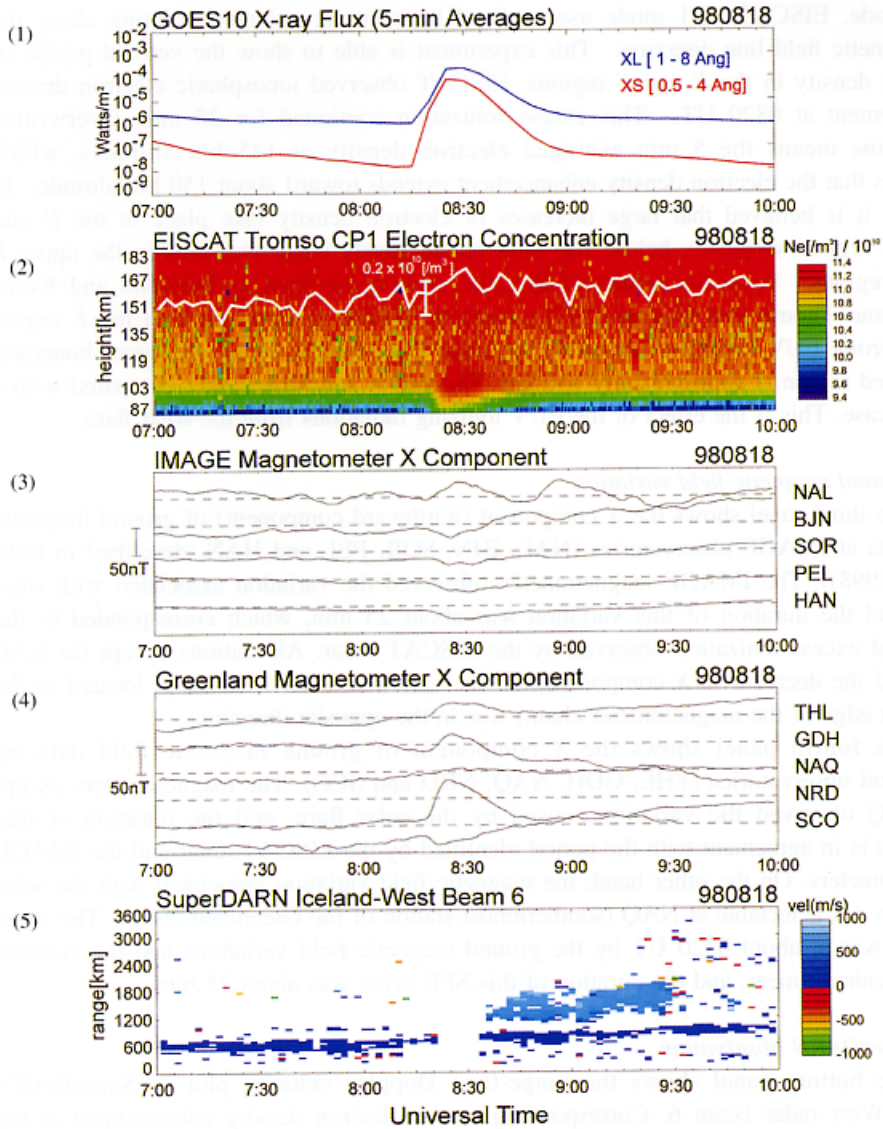 (1)
GOES10 X-ray Flux (5-min Averages) 980818
Watts/m²
10-2
10-3
10-4
10-5
10-6
10-7
10-8
10-9
XL [ 1 - 8 Ang]
XS [ 0.5 - 4 Ang]
07:00 07:30 08:00 08:30 09:00 09:30 10:00
(2)
EISCAT Tromso CP1 Electron Concentration 980818
Ne[/m³] / 10¹⁰
height[km]
183
167
151
135
119
103
87
0.2 x 10¹⁰[/m³]
11.4
11.2
11.0
10.8
10.6
10.4
10.2
10.0
9.8
9.6
9.4
07:00 07:30 08:00 08:30 09:00 09:30 10:00
(3)
IMAGE Magnetometer X Component 980818
50nT
NAL
BJN
SOR
PEL
HAN
7:00 7:30 8:00 8:30 9:00 9:30 10:00
(4)
Greenland Magnetometer X Component 980818
50nT
THL
GDH
NAQ
NRD
SCO
7:00 7:30 8:00 8:30 9:00 9:30 10:00
(5)
SuperDARN Iceland-West Beam 6 980818
vel(m/s)
range[km]
3600
3000
2400
1800
1200
600
0
1000
500
0
-500
-1000
7:00 7:30 8:00 8:30 9:00 9:30 10:00
Universal Time